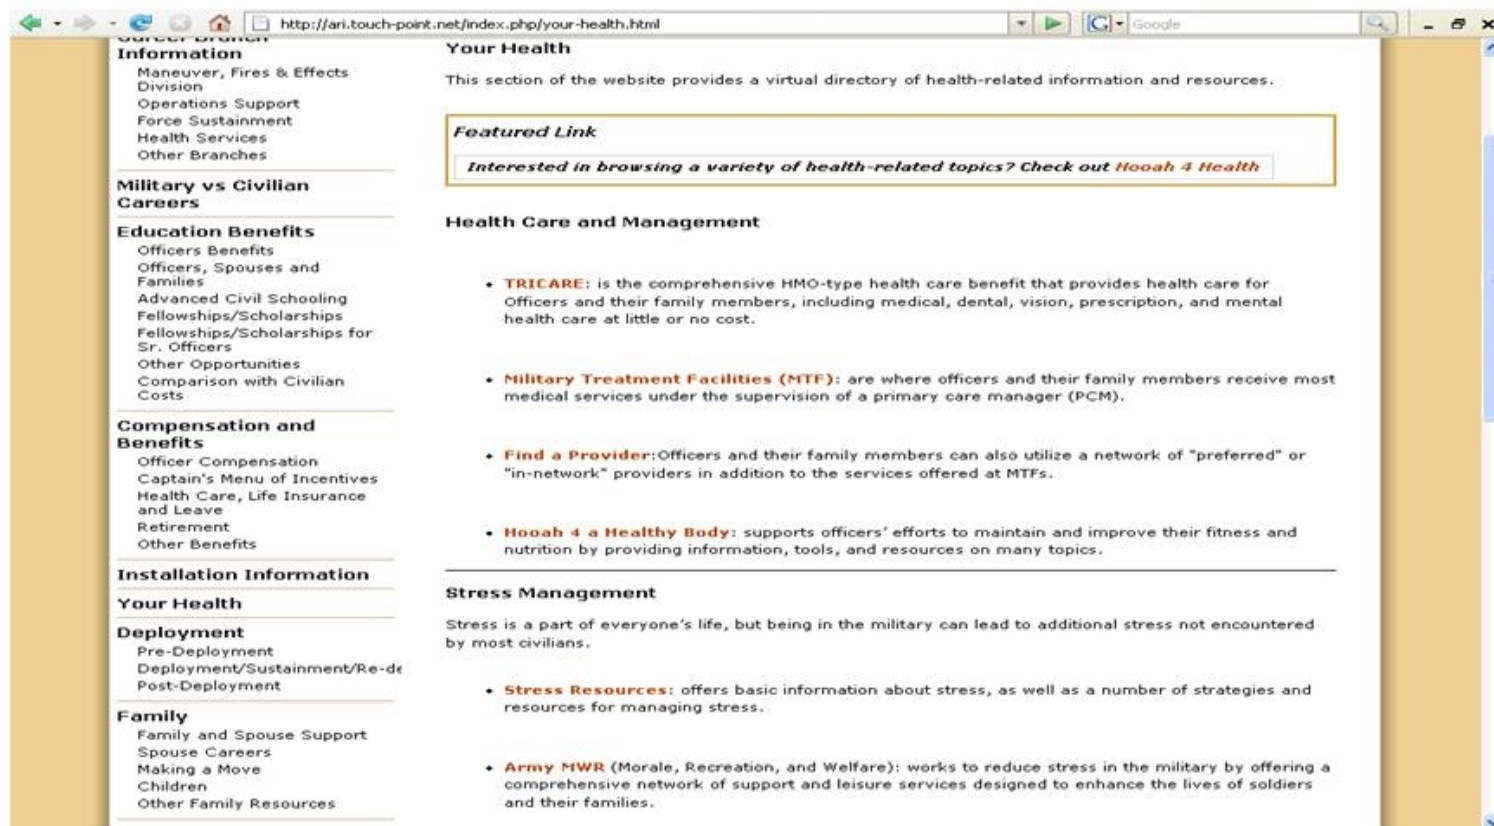 http://ari.touch-point.net/index.php/your-health.html
G
Google
Career Branch
Information
Maneuver, Fires & Effects
Division
Operations Support
Force Sustainment
Health Services
Other Branches
Military vs Civilian
Careers
Education Benefits
Officers Benefits
Officers, Spouses and
Families
Advanced Civil Schooling
Fellowships/Scholarships
Fellowships/Scholarships for
Sr. Officers
Other Opportunities
Comparison with Civilian
Costs
Compensation and
Benefits
Officer Compensation
Captain's Menu of Incentives
Health Care, Life Insurance
and Leave
Retirement
Other Benefits
Installation Information
Your Health
Deployment
Pre-Deployment
Deployment/Sustainment/Re-de
Post-Deployment
Family
Family and Spouse Support
Spouse Careers
Making a Move
Children
Other Family Resources
Your Health
This section of the website provides a virtual directory of health-related information and resources.
Featured Link
Interested in browsing a variety of health-related topics? Check out Hooah 4 Health
Health Care and Management
• TRICARE: is the comprehensive HMO-type health care benefit that provides health care for
Officers and their family members, including medical, dental, vision, prescription, and mental
health care at little or no cost.
• Military Treatment Facilities (MTF): are where officers and their family members receive most
medical services under the supervision of a primary care manager (PCM).
• Find a Provider:Officers and their family members can also utilize a network of "preferred" or
"in-network" providers in addition to the services offered at MTFs.
• Hooah 4 a Healthy Body: supports officers' efforts to maintain and improve their fitness and
nutrition by providing information, tools, and resources on many topics.
Stress Management
Stress is a part of everyone's life, but being in the military can lead to additional stress not encountered
by most civilians.
• Stress Resources: offers basic information about stress, as well as a number of strategies and
resources for managing stress.
• Army MWR (Morale, Recreation, and Welfare): works to reduce stress in the military by offering a
comprehensive network of support and leisure services designed to enhance the lives of soldiers
and their families.